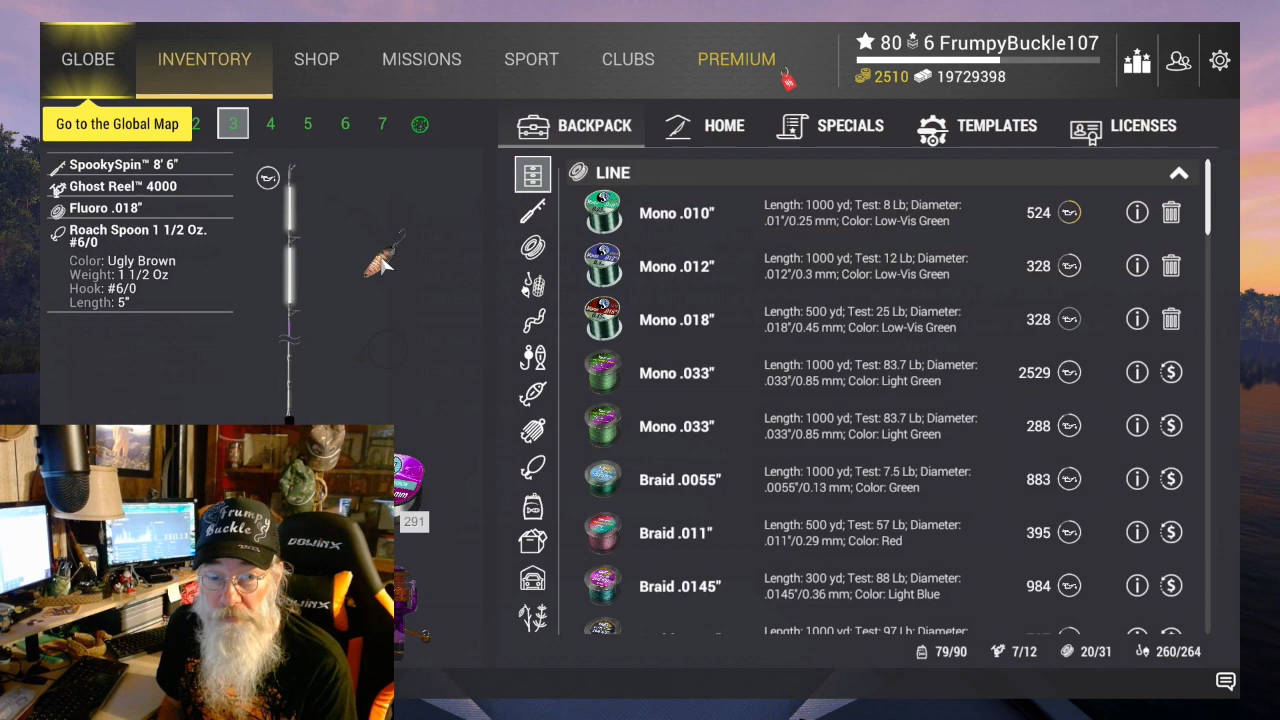 GLOBE
INVENTORY
SHOP
MISSIONS
SPORT
CLUBS
PREMIUM
80 6 FrumpyBuckle107
2510 19729398
Go to the Global Map
2 3 4 5 6 7
BACKPACK
HOME
SPECIALS
TEMPLATES
LICENSES
SpookySpin™ 8' 6"
Ghost Reel™ 4000
Fluoro .018"
Roach Spoon 1 1/2 Oz.
#6/0
Color: Ugly Brown
Weight: 1 1/2 Oz
Hook: #6/0
Length: 5"
291
LINE
Mono .010"
Length: 1000 yd; Test: 8 Lb; Diameter:
.01"/0.25 mm; Color: Low-Vis Green
524
Mono .012"
Length: 1000 yd; Test: 12 Lb; Diameter:
.012"/0.3 mm; Color: Low-Vis Green
328
Mono .018"
Length: 500 yd; Test: 25 Lb; Diameter:
.018"/0.45 mm; Color: Low-Vis Green
328
Mono .033"
Length: 1000 yd; Test: 83.7 Lb; Diameter:
.033"/0.85 mm; Color: Light Green
2529
Mono .033"
Length: 1000 yd; Test: 83.7 Lb; Diameter:
.033"/0.85 mm; Color: Light Green
288
Braid .0055"
Length: 1000 yd; Test: 7.5 Lb; Diameter:
.0055"/0.13 mm; Color: Green
883
Braid .011"
Length: 500 yd; Test: 57 Lb; Diameter:
.011"/0.29 mm; Color: Red
395
Braid .0145"
Length: 300 yd; Test: 88 Lb; Diameter:
.0145"/0.36 mm; Color: Light Blue
984
Length: 1000 yd; Test: 97 Lb; Diameter:
79/90
7/12
20/31
260/264
Frumpy
Buckle
DOWINX